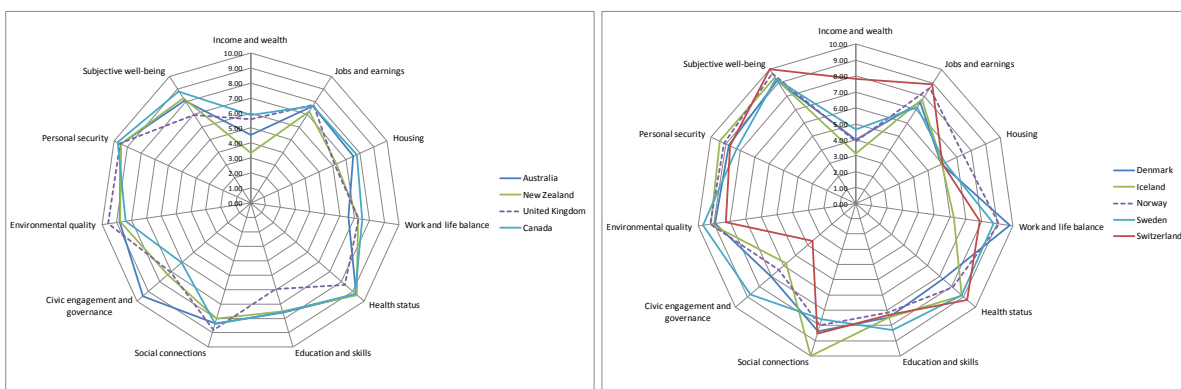 Income and wealth
10.00
9.00
8.00
7.00
6.00
5.00
4.00
3.00
2.00
1.00
0.00
Jobs and earnings
Housing
Work and life balance
Health status
Education and skills
Social connections
Civic engagement and
governance
Environmental quality
Personal security
Subjective well-being
Australia
New Zealand
United Kingdom
Canada
Income and wealth
10.00
9.00
8.00
7.00
6.00
5.00
4.00
3.00
2.00
1.00
0.00
Jobs and earnings
Housing
Work and life balance
Health status
Education and skills
Social connections
Civic engagement and
governance
Environmental quality
Personal security
Subjective well-being
Denmark
Iceland
Norway
Sweden
Switzerland